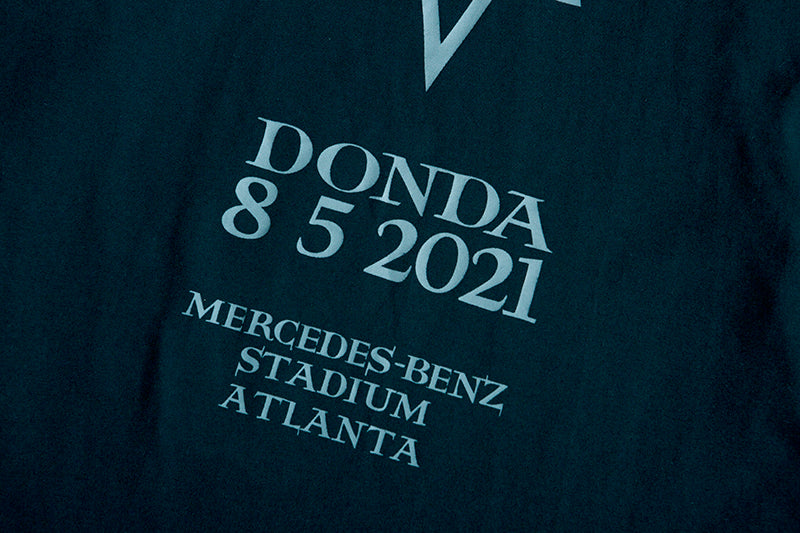 DONDA
8 5 2021
MERCEDES-BENZ
STADIUM
ATLANTA